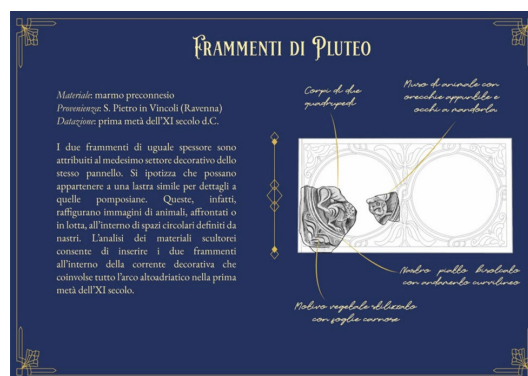 FRAMMENTI DI PLUTEO
Materiale: marmo preconnesio
Provenienza: S. Pietro in Vincoli (Ravenna)
Datazione: prima metà dell'XI secolo d.C.
I due frammenti di uguale spessore sono
attribuiti al medesimo settore decorativo dello
stesso pannello. Si ipotizza che possano
appartenere a una lastra simile per dettagli a
quelle pomposiane. Queste, infatti,
raffigurano immagini di animali, affrontati o
in lotta, all'interno di spazi circolari definiti da
nastri. L'analisi dei materiali scultorei
consente di inserire i due frammenti
all'interno della corrente decorativa che
coinvolse tutto l'arco altoadriatico nella prima
metà dell'XI secolo.
Corpi di due
quadrupedi
Muso di animale con
orecchie appuntite e
occhi a mandorla
Nastro piatto bisolcato
con andamento curvilineo
Motivo vegetale stilizzato
con foglie carnose